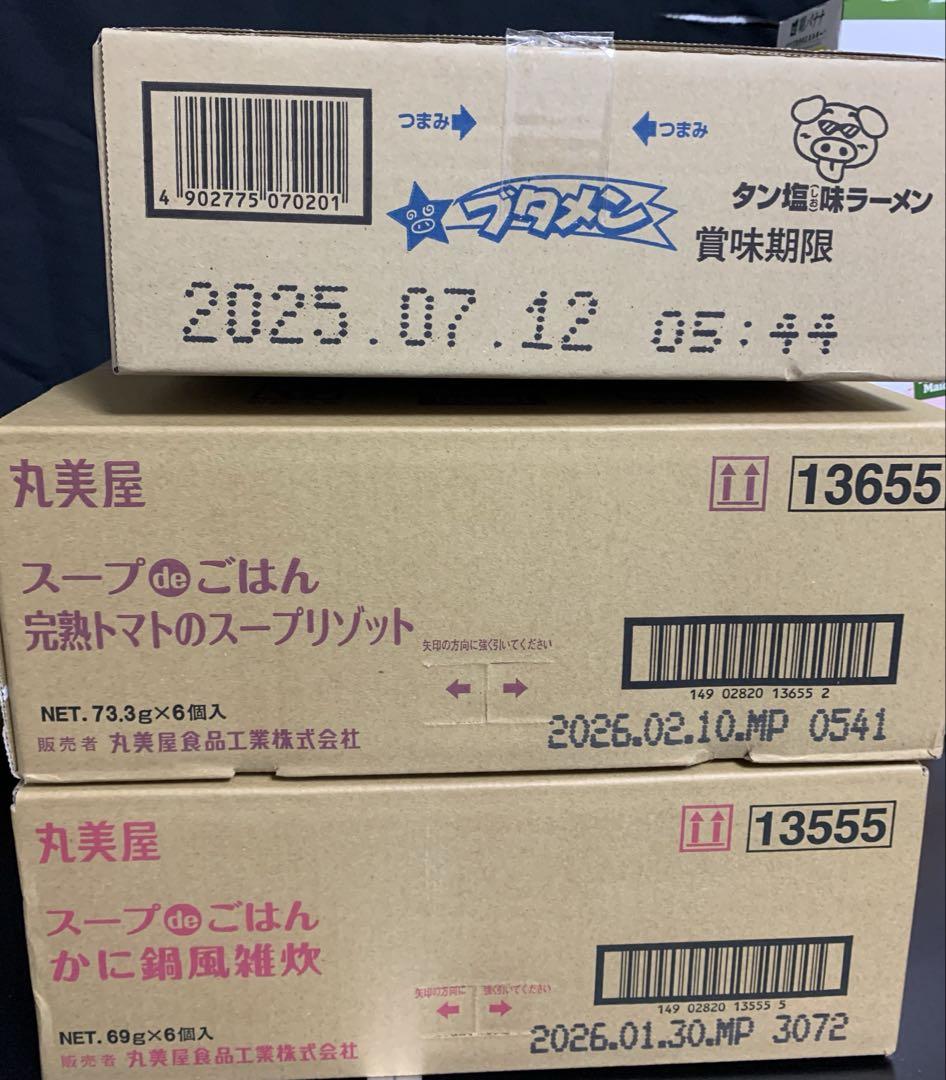 つまみ
つまみ
4 902775 070201
ブタメン
タン塩(しお)味ラーメン
賞味期限
2025.07.12 05:44
丸美屋
13655
スープdeごはん
完熟トマトのスープリゾット
矢印の方向に強く引いてください
149 02820 13655 2
NET. 73.3g×6個入
2026.02.10.MP 0541
販売者 丸美屋食品工業株式会社
丸美屋
13555
スープdeごはん
かに鍋風雑炊
矢印の方向に 強く引いてください
149 02820 13555 5
NET. 69g×6個入
2026.01.30.MP 3072
販売者 丸美屋食品工業株式会社